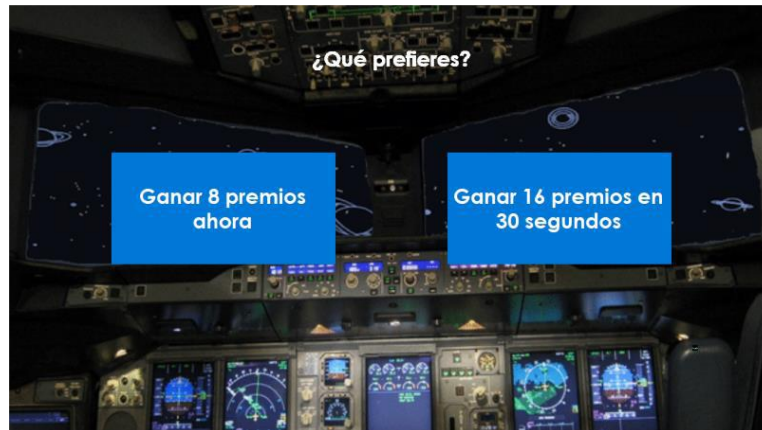 ¿Qué prefieres?
Ganar 8 premios
ahora
Ganar 16 premios en
30 segundos